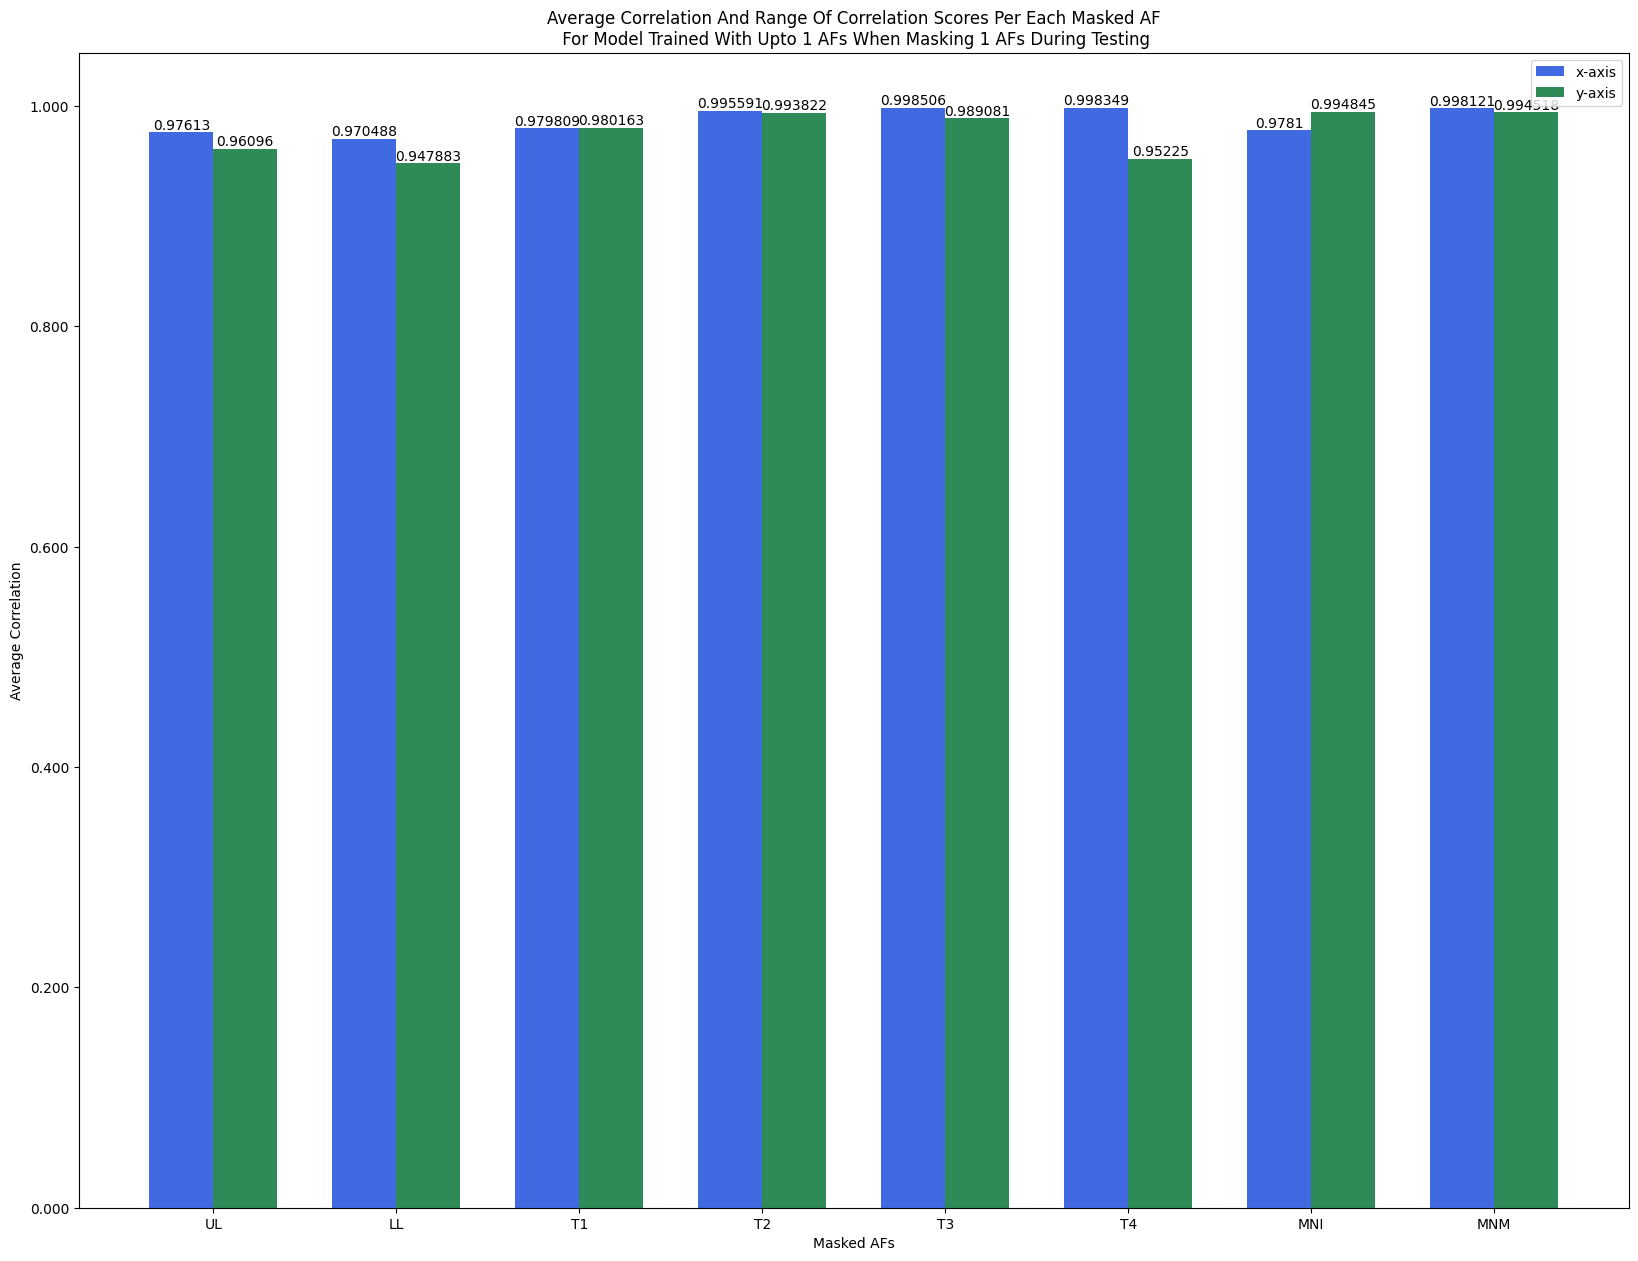 Average Correlation And Range Of Correlation Scores Per Each Masked AF
For Model Trained With Upto 1 AFs When Masking 1 AFs During Testing
x-axis
y-axis
Average Correlation
1.000
0.800
0.600
0.400
0.200
0.000
0.97613
0.96096
0.970488
0.947883
0.979809
0.980163
0.995591
0.993822
0.998506
0.989081
0.998349
0.95225
0.9781
0.994845
0.998121
0.994518
UL
LL
T1
T2
T3
T4
MNI
MNM
Masked AFs